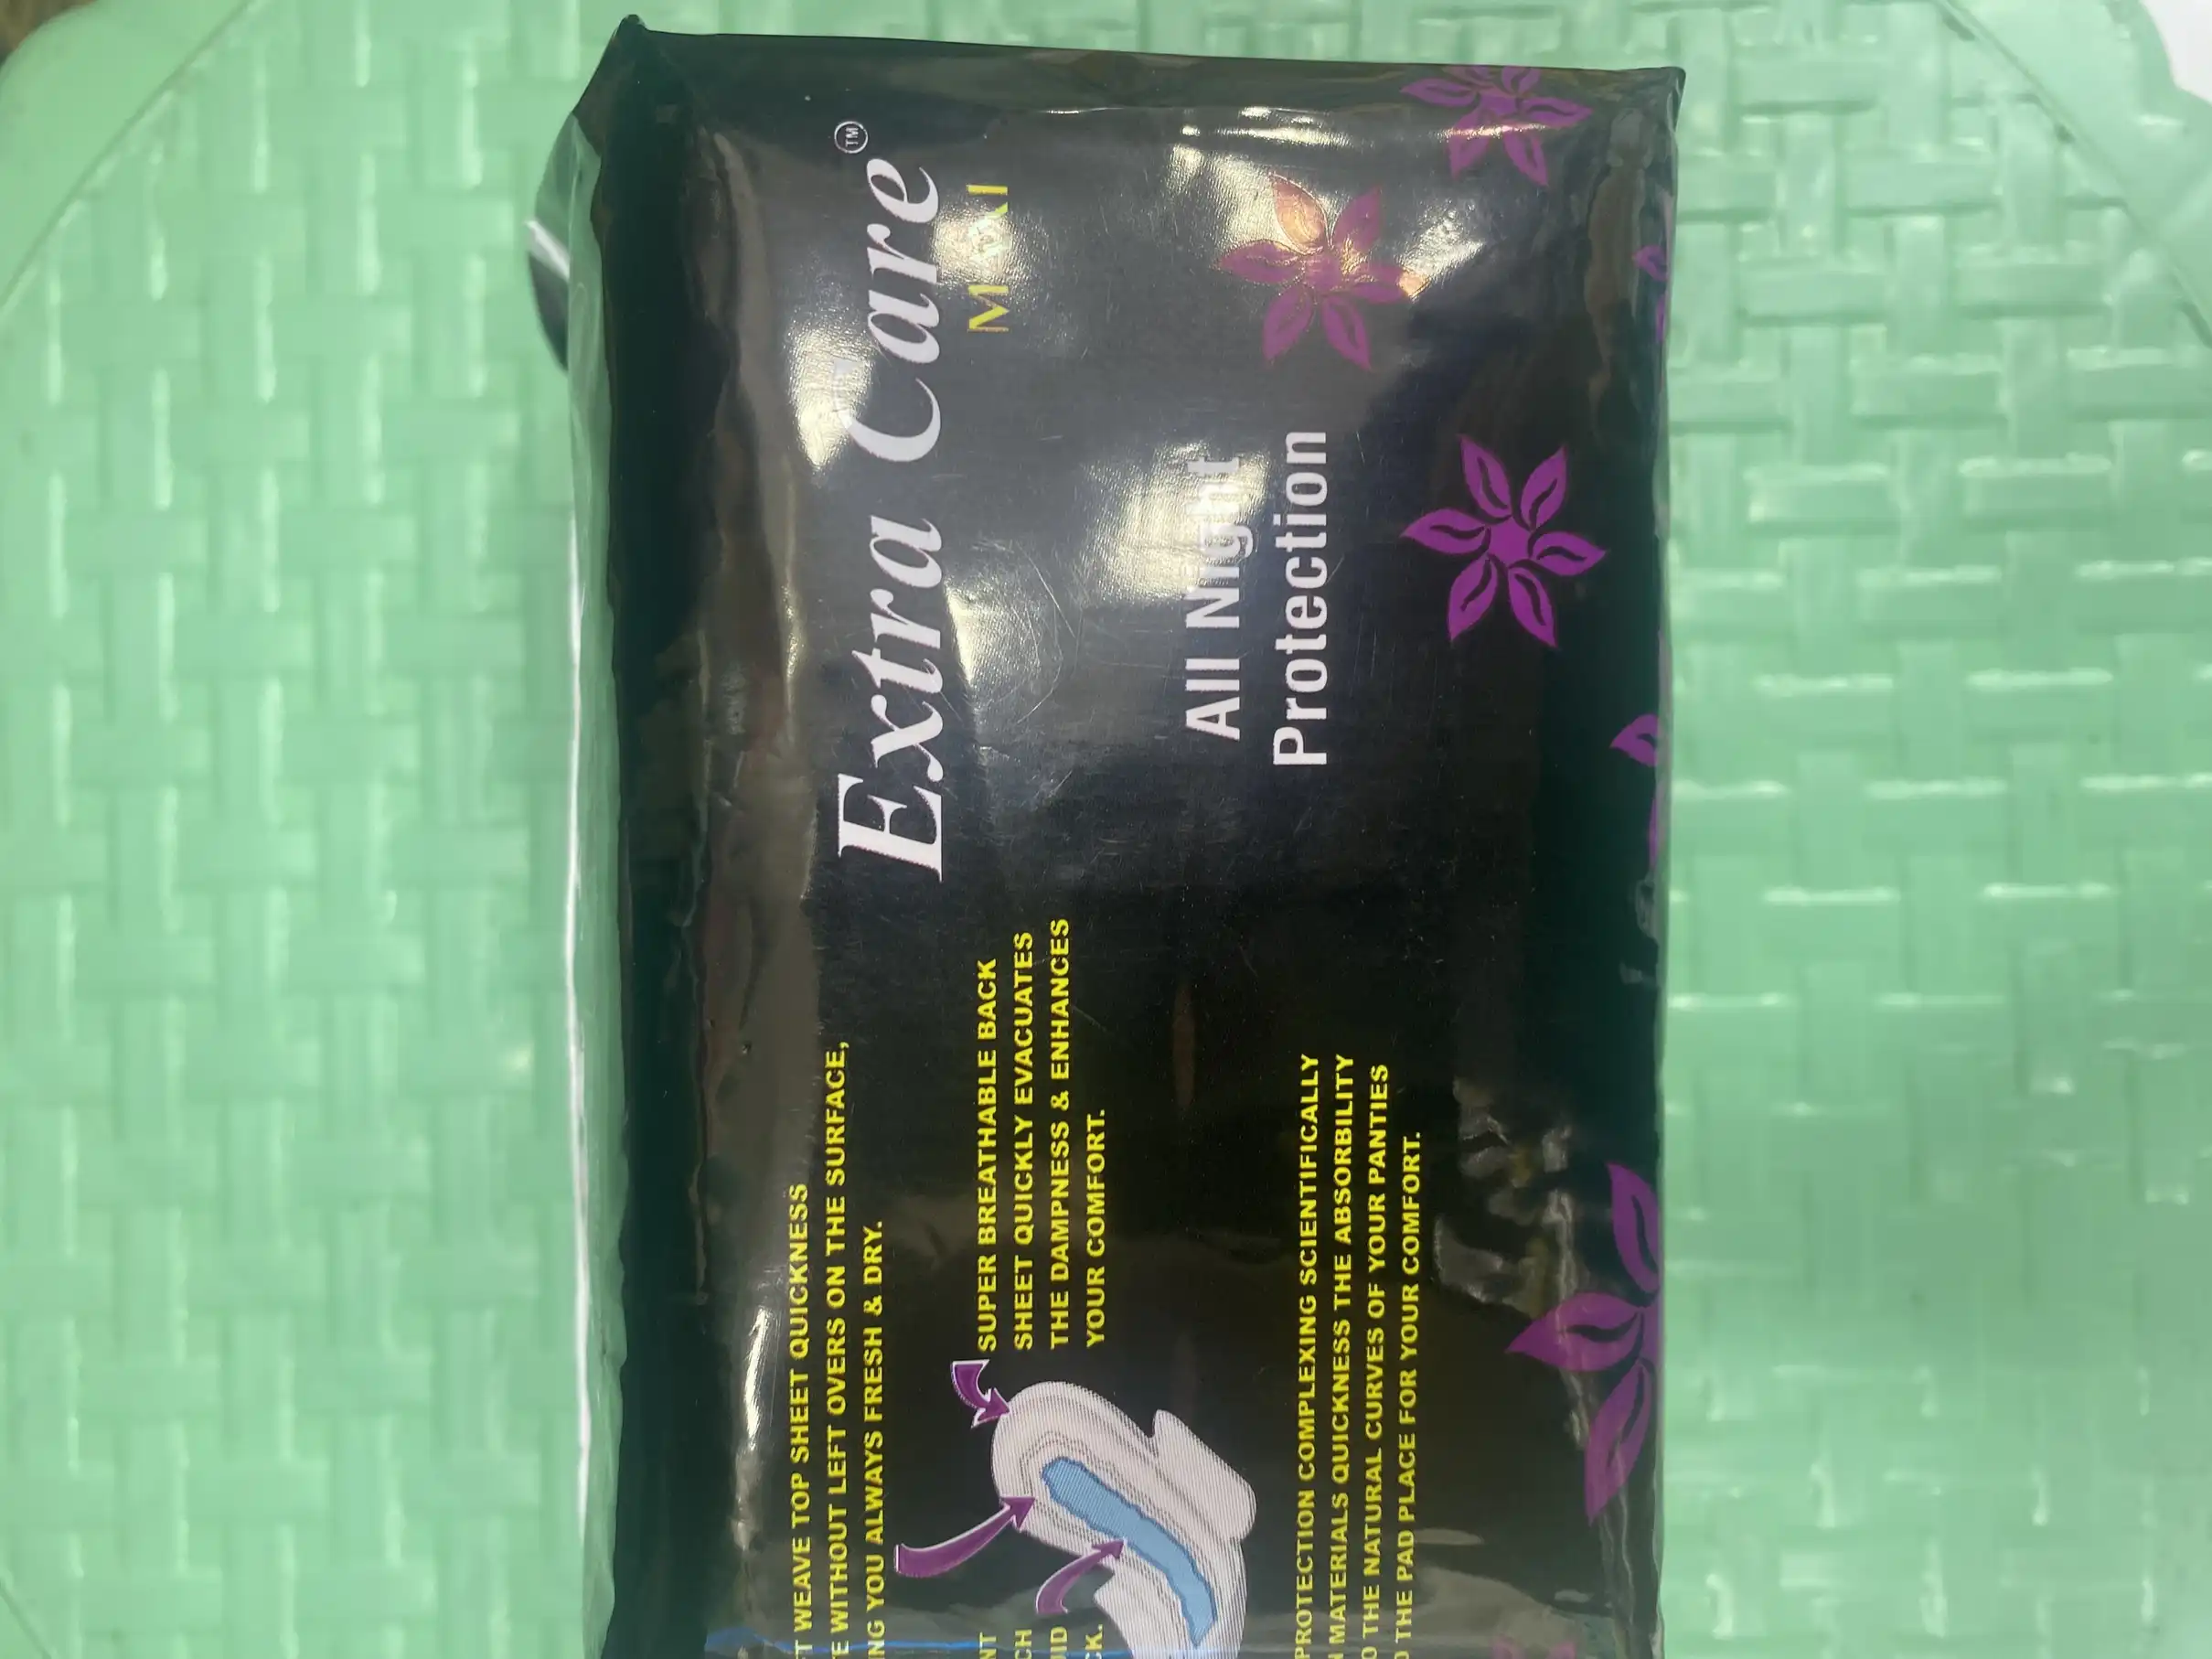 Extra Care™
MAXI
All Night
Protection
WEAVE TOP SHEET QUICKNESS
WITHOUT LEFT OVERS ON THE SURFACE,
YOU ALWAYS FRESH & DRY.
SUPER BREATHABLE BACK
SHEET QUICKLY EVACUATES
THE DAMPNESS & ENHANCES
YOUR COMFORT.
PROTECTION COMPLEXING SCIENTIFICALLY
MATERIALS QUICKNESS THE ABSORBILITY
THE NATURAL CURVES OF YOUR PANTIES
THE PAD PLACE FOR YOUR COMFORT.